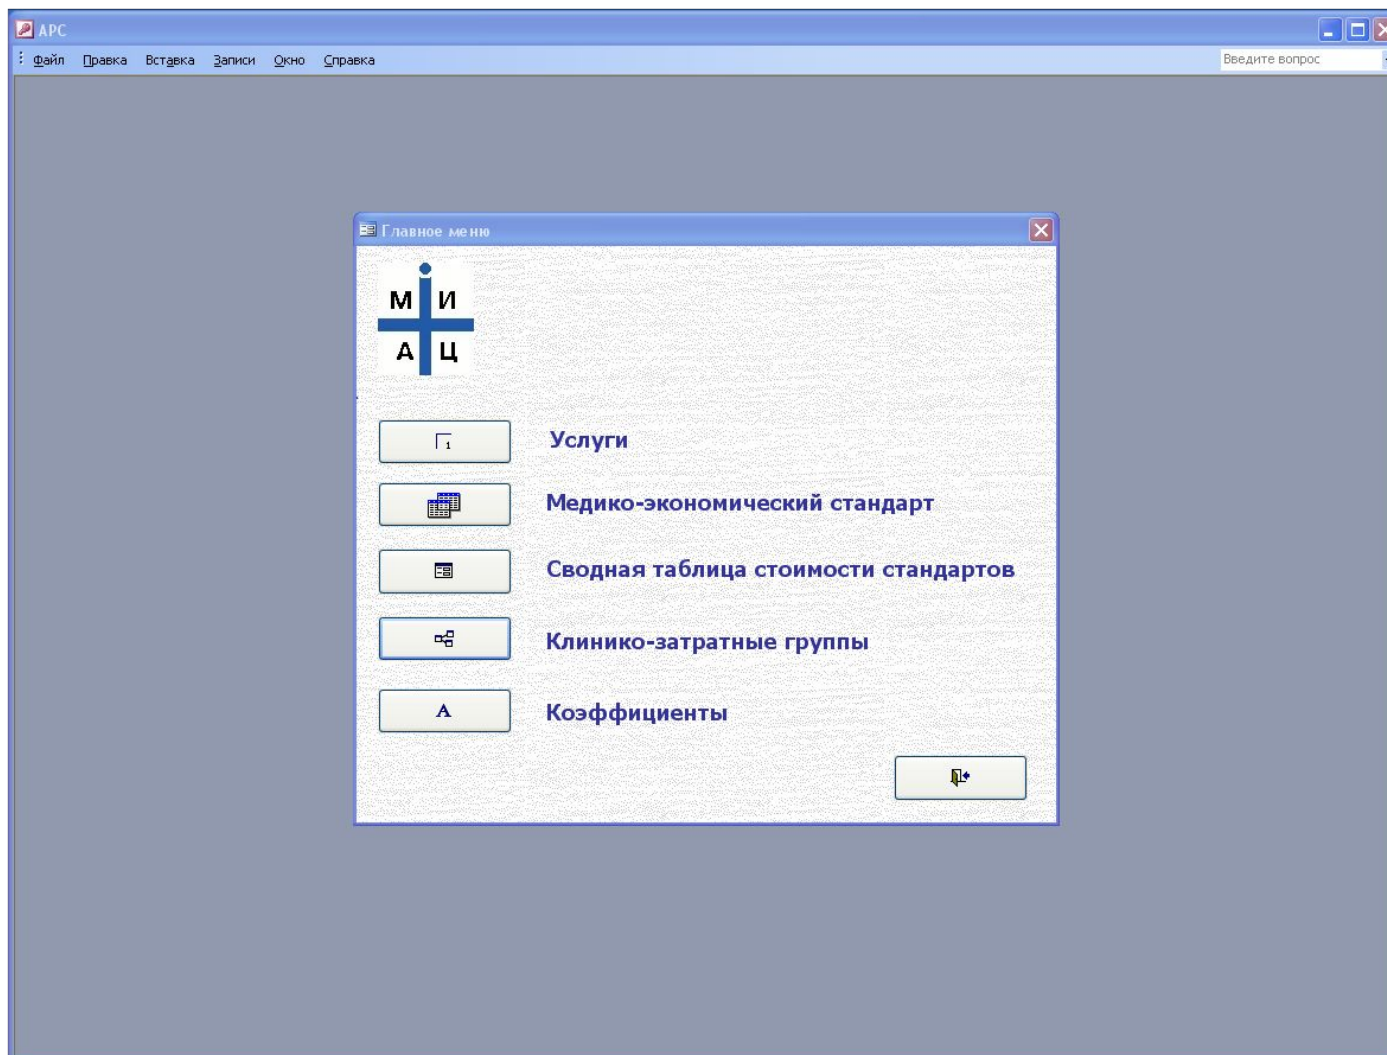 АРС
Файл Правка Вставка Записи Окно Справка Введите вопрос
Главное меню
М И
А Ц
1 Услуги
Медико-экономический стандарт
Сводная таблица стоимости стандартов
Клинико-затратные группы
А Коэффициенты